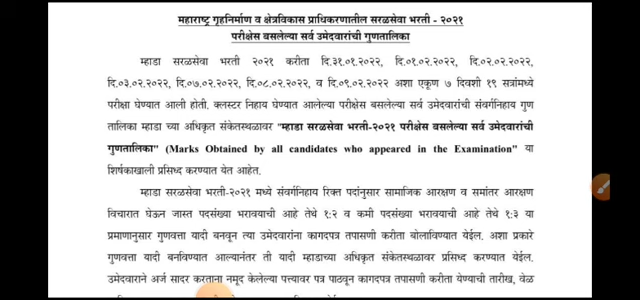 महाराष्ट्र गृहनिर्माण व क्षेत्रविकास प्राधिकरणातील सरळसेवा भरती - २०२१
परीक्षेस बसलेल्या सर्व उमेदवारांची गुणतालिका
म्हाडा सरळसेवा भरती २०२१ करीता दि.३१.०१.२०२२, दि.०१.०२.२०२२, दि.०२.०२.२०२२,
दि.०३.०२.२०२२, दि.०७.०२.२०२२, दि.०८.०२.२०२२, व दि.०९.०२.२०२२ अशा एकूण ७ दिवशी १९ सत्रांमध्ये
परीक्षा घेण्यात आली होती. क्लस्टर निहाय घेण्यात आलेल्या परीक्षेस बसलेल्या सर्व उमेदवारांची संवर्गनिहाय गुण
तालिका म्हाडा च्या अधिकृत संकेतस्थळावर "म्हाडा सरळसेवा भरती-२०२१ परीक्षेस बसलेल्या सर्व उमेदवारांची
गुणतालिका" (Marks Obtained by all candidates who appeared in the Examination" या
शिर्षकाखाली प्रसिध्द करण्यात येत आहेत.
म्हाडा सरळसेवा भरती-२०२१ मध्ये संवर्गनिहाय रिक्त पदांनुसार सामाजिक आरक्षण व समांतर आरक्षण
विचारात घेऊन जास्त पदसंख्या भरावयाची आहे तेथे १:२ व कमी पदसंख्या भरावयाची आहे तेथे १:३ या
प्रमाणानुसार गुणवत्ता यादी बनवून त्या उमेदवारांना कागदपत्र तपासणी करीता बोलाविण्यात येईल. अशा प्रकारे
गुणवत्ता यादी बनविण्यात आल्यानंतर ती यादी म्हाडाच्या अधिकृत संकेतस्थळावर प्रसिध्द करण्यात येईल.
उमेदवाराने अर्ज सादर करताना नमूद केलेल्या पत्त्यावर पत्र पाठवून कागदपत्र तपासणी करीता येण्याची तारीख, वेळ